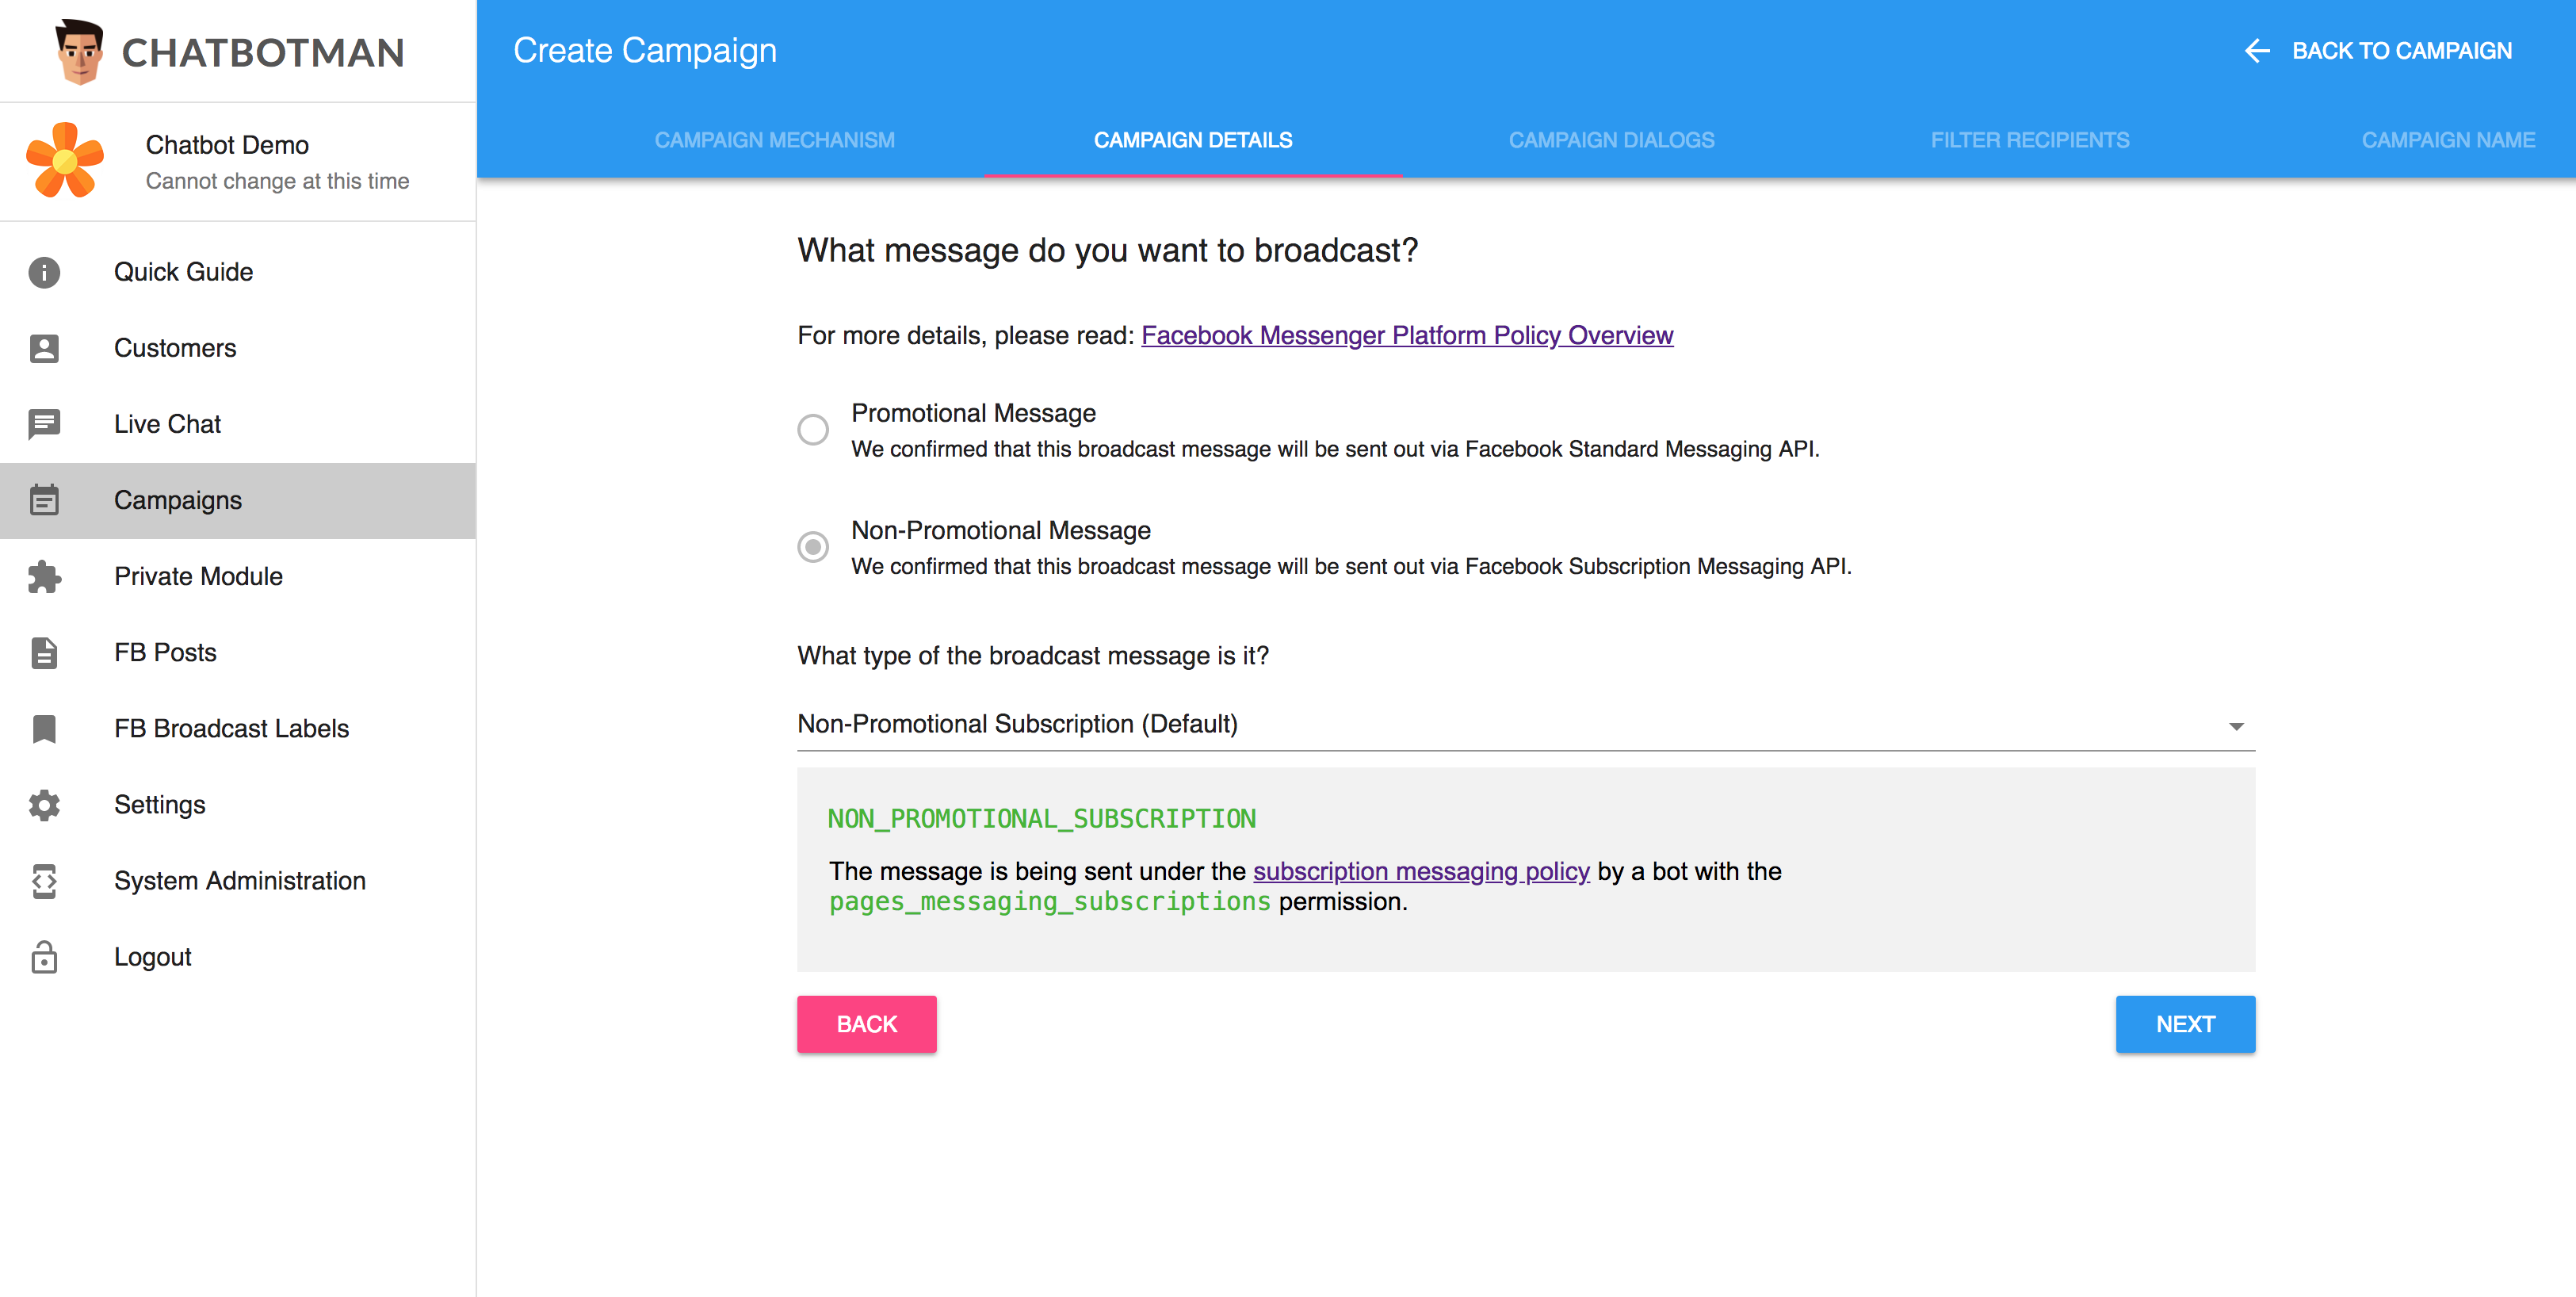 CHATBOTMAN
Chatbot Demo
Cannot change at this time
Quick Guide
Customers
Live Chat
Campaigns
Private Module
FB Posts
FB Broadcast Labels
Settings
System Administration
Logout
Create Campaign
BACK TO CAMPAIGN
CAMPAIGN MECHANISM
CAMPAIGN DETAILS
CAMPAIGN DIALOGS
FILTER RECIPIENTS
CAMPAIGN NAME
What message do you want to broadcast?
For more details, please read: Facebook Messenger Platform Policy Overview
Promotional Message
We confirmed that this broadcast message will be sent out via Facebook Standard Messaging API.
Non-Promotional Message
We confirmed that this broadcast message will be sent out via Facebook Subscription Messaging API.
What type of the broadcast message is it?
Non-Promotional Subscription (Default)
NON_PROMOTIONAL_SUBSCRIPTION
The message is being sent under the subscription messaging policy by a bot with the
pages_messaging_subscriptions permission.
BACK
NEXT